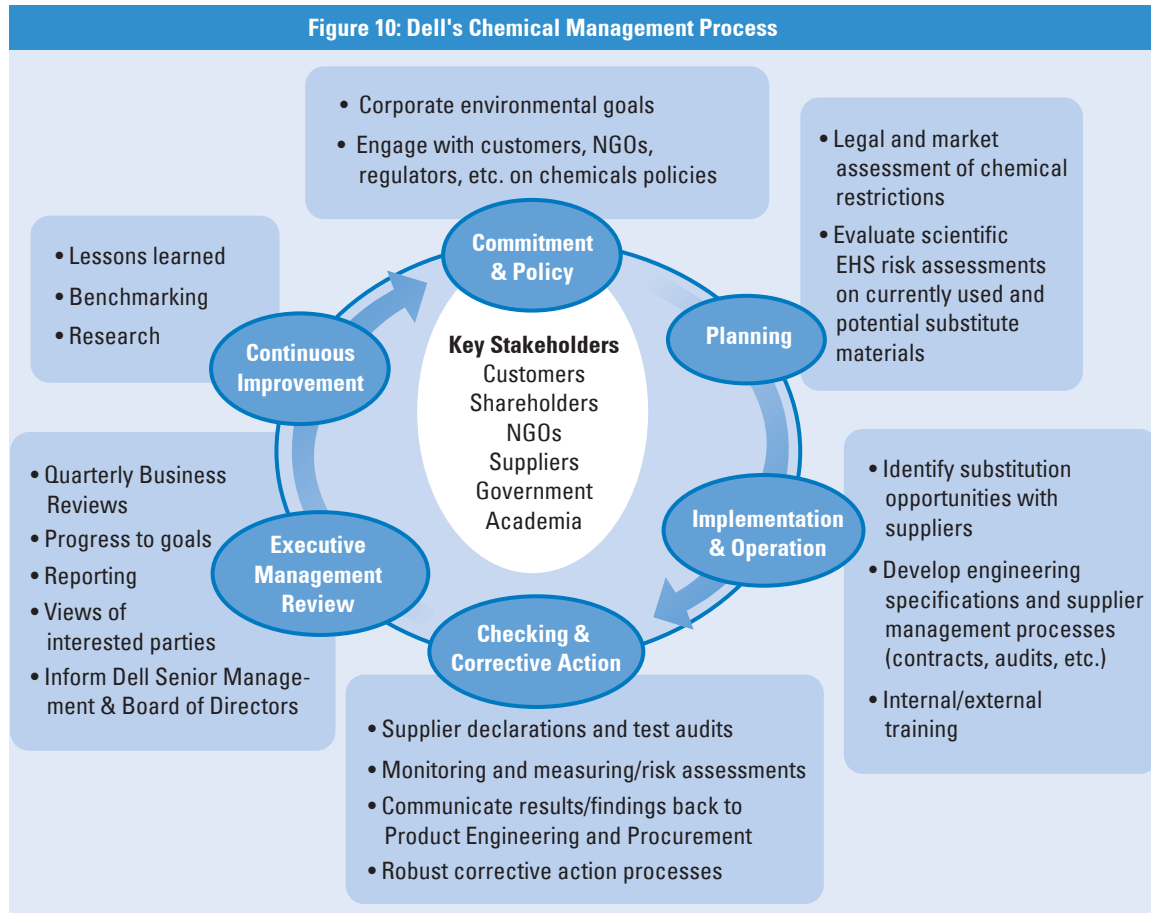 Figure 10: Dell's Chemical Management Process
• Corporate environmental goals
• Engage with customers, NGOs,
regulators, etc. on chemicals policies
• Legal and market
assessment of chemical
restrictions
• Evaluate scientific
EHS risk assessments
on currently used and
potential substitute
materials
• Lessons learned
• Benchmarking
• Research
Commitment
& Policy
Planning
Continuous
Improvement
Key Stakeholders
Customers
Shareholders
NGOs
Suppliers
Government
Academia
• Quarterly Business
Reviews
• Progress to goals
• Reporting
• Views of
interested parties
• Inform Dell Senior Manage-
ment & Board of Directors
Executive
Management
Review
Implementation
& Operation
• Identify substitution
opportunities with
suppliers
• Develop engineering
specifications and supplier
management processes
(contracts, audits, etc.)
• Internal/external
training
Checking &
Corrective Action
• Supplier declarations and test audits
• Monitoring and measuring/risk assessments
• Communicate results/findings back to
Product Engineering and Procurement
• Robust corrective action processes